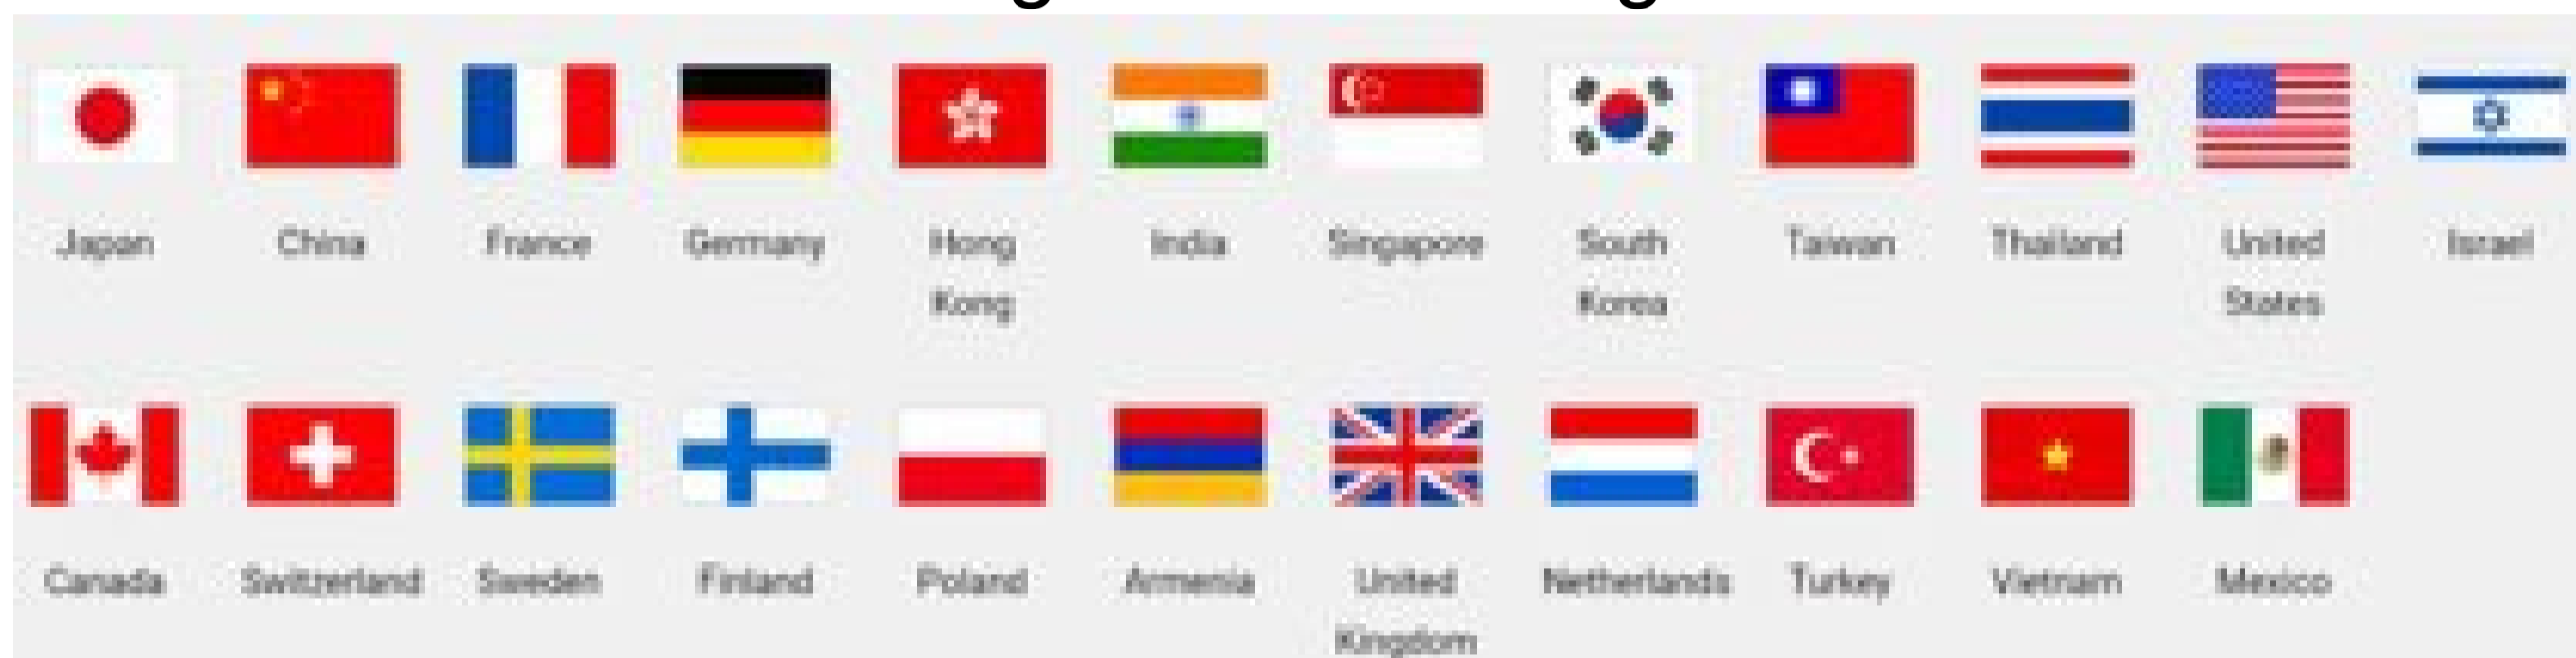 Japan China France Germany Hong Kong India Singapore South Korea Taiwan Thailand United States Israel
Canada Switzerland Sweden Finland Poland Armenia United Kingdom Netherlands Turkey Vietnam Mexico